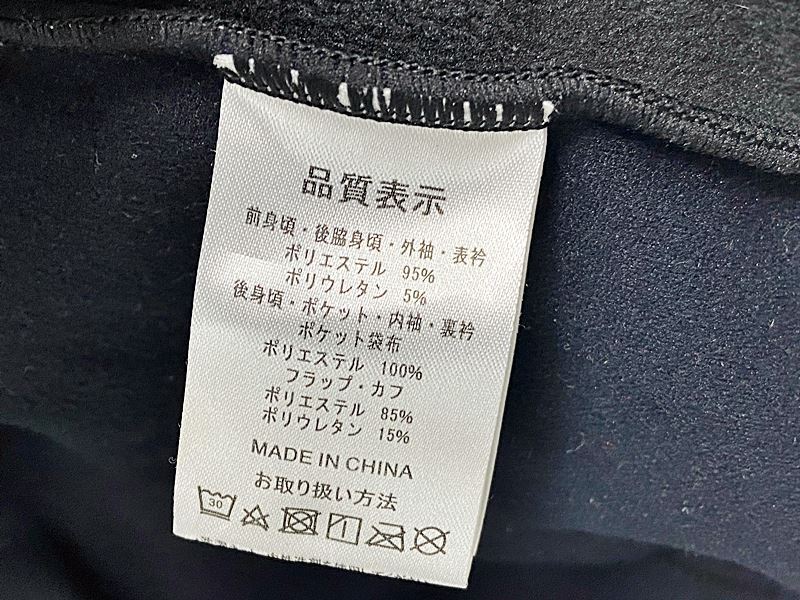 品質表示
前身頃・後脇身頃・外袖・表衿
ポリエステル 95%
ポリウレタン 5%
後身頃・ポケット・内袖・裏衿
ポケット袋布
ポリエステル 100%
フラップ・カフ
ポリエステル 85%
ポリウレタン 15%
MADE IN CHINA
お取り扱い方法
30